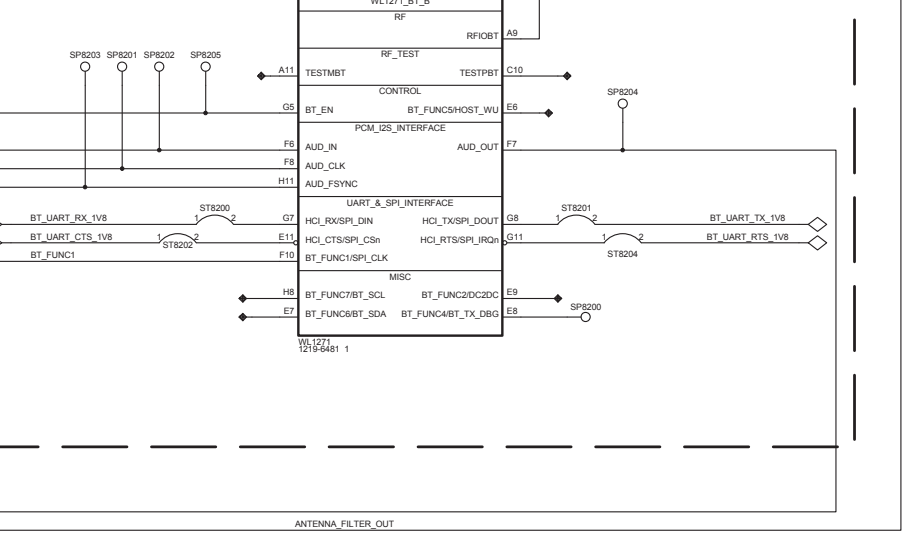 WL1271_BT_B
RF
RFIOBT A9
RF_TEST
SP8203 SP8201 SP8202 SP8205
A11 TESTMBT TESTPBT C10
CONTROL
SP8204
G5 BT_EN BT_FUNC5/HOST_WU E6
PCM_I2S_INTERFACE
F6 AUD_IN AUD_OUT F7
F8 AUD_CLK
H11 AUD_FSYNC
UART_&_SPI_INTERFACE
ST8200 ST8201
BT_UART_RX_1V8 1 2 G7 HCI_RX/SPI_DIN HCI_TX/SPI_DOUT G8 1 2 BT_UART_TX_1V8
BT_UART_CTS_1V8 1 2 E11 HCI_CTS/SPI_CSn HCI_RTS/SPI_IRQn G11 1 2 BT_UART_RTS_1V8
ST8202
ST8204
BT_FUNC1 F10 BT_FUNC1/SPI_CLK
MISC
H8 BT_FUNC7/BT_SCL BT_FUNC2/DC2DC E9
SP8200
E7 BT_FUNC6/BT_SDA BT_FUNC4/BT_TX_DBG E8
WL1271
1219-6481 1
ANTENNA_FILTER_OUT